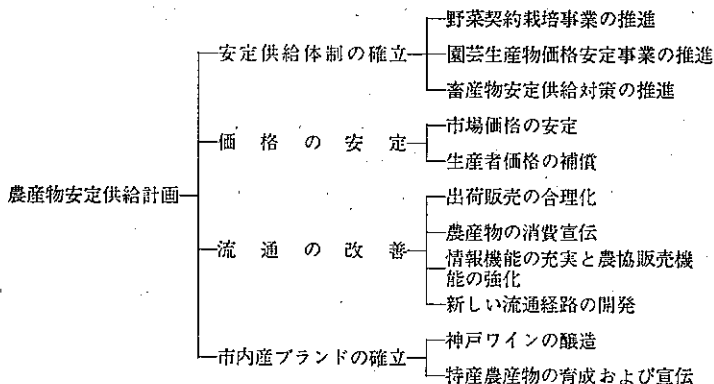 農産物安定供給計画
安定供給体制の確立
野菜契約栽培事業の推進
園芸生産物価格安定事業の推進
畜産物安定供給対策の推進
価格の安定
市場価格の安定
生産者価格の補償
流通の改善
出荷販売の合理化
農産物の消費宣伝
情報機能の充実と農協販売機
能の強化
新しい流通経路の開発
市内産ブランドの確立
神戸ワインの醸造
特産農産物の育成および宣伝